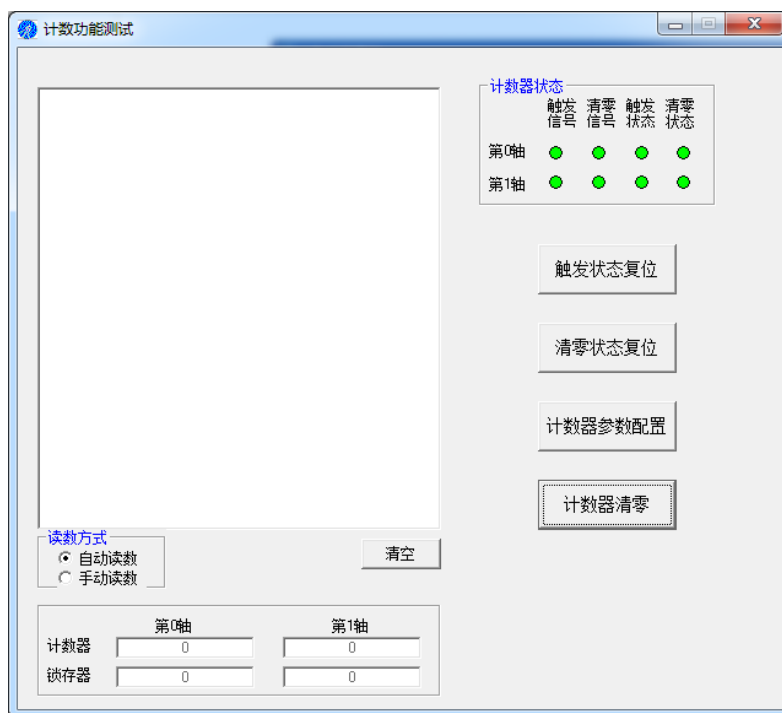 计数功能测试
计数器状态
触发 清零 触发 清零
信号 信号 状态 状态
第0轴
第1轴
触发状态复位
清零状态复位
计数器参数配置
计数器清零
读数方式
自动读数
手动读数
清空
第0轴 第1轴
计数器 0 0
锁存器 0 0